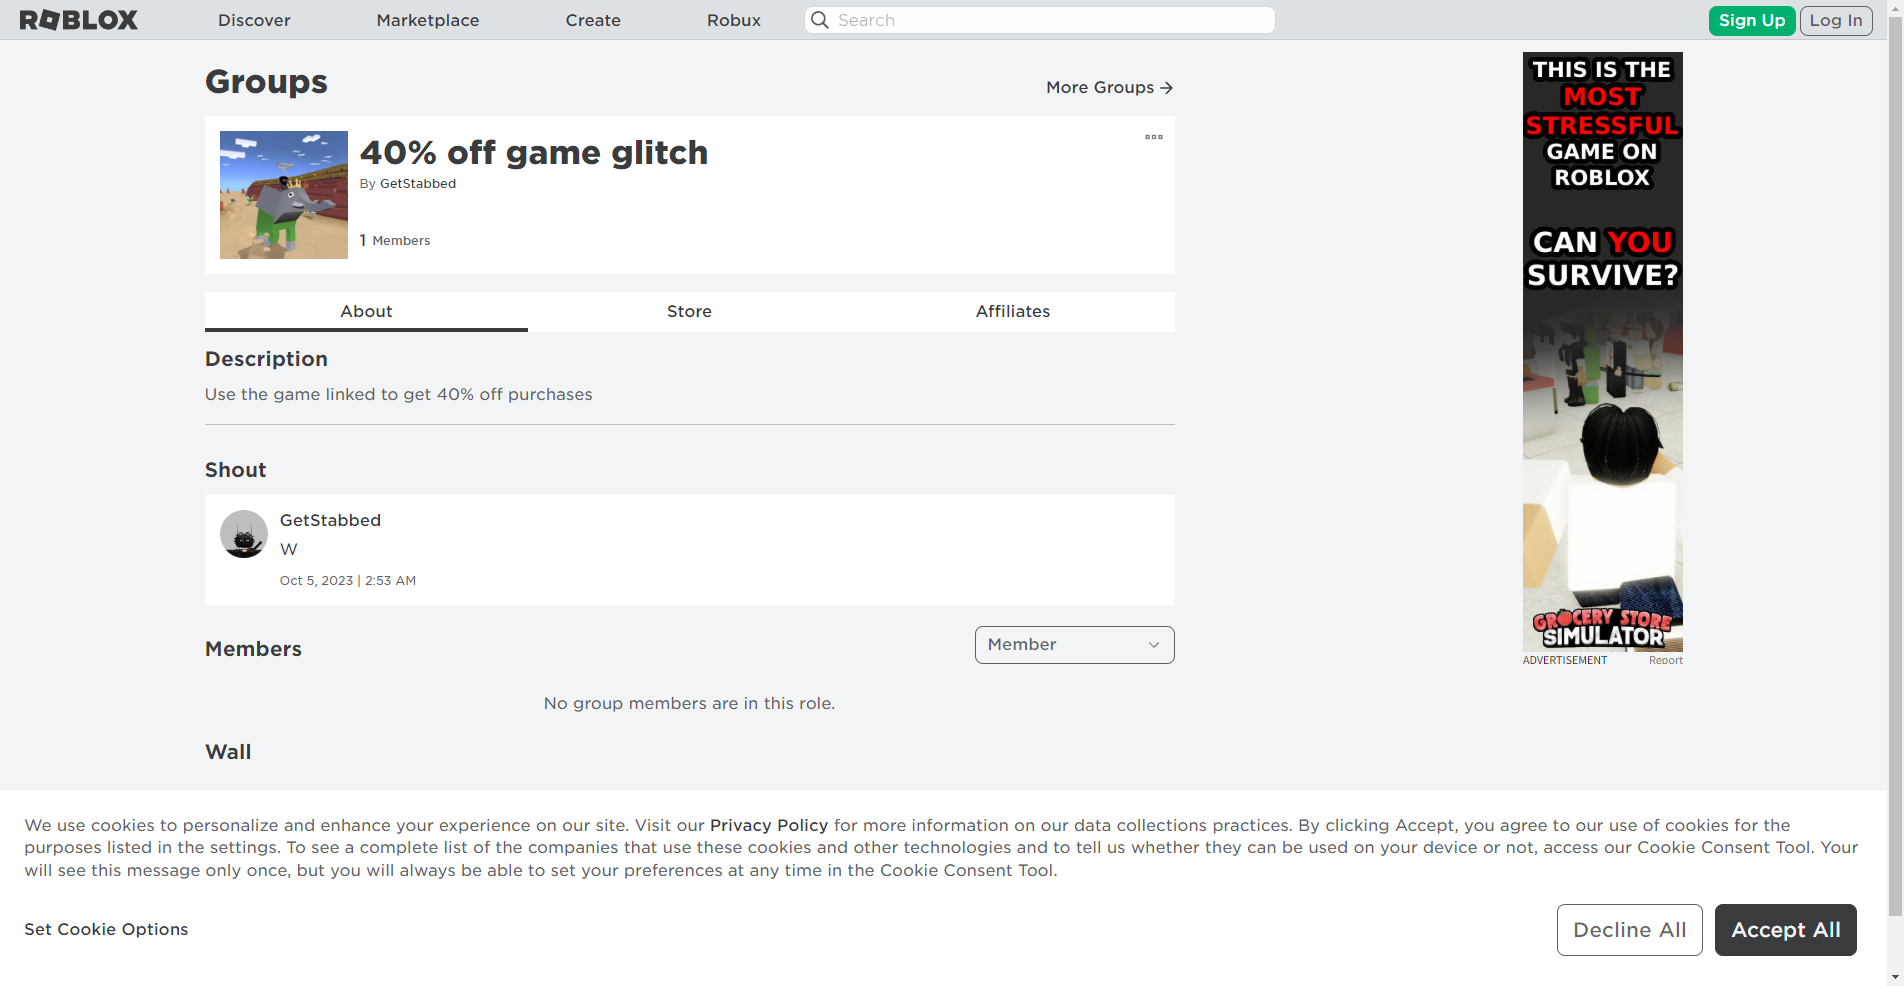 ROBLOX
Discover
Marketplace
Create
Robux
Search
Sign Up
Log In
Groups
More Groups
40% off game glitch
By GetStabbed
1 Members
About
Store
Affiliates
Description
Use the game linked to get 40% off purchases
Shout
GetStabbed
W
Oct 5, 2023 | 2:53 AM
Members
Member
No group members are in this role.
Wall
THIS IS THE
MOST
STRESSFUL
GAME ON
ROBLOX
CAN YOU
SURVIVE?
GROCERY STORE
SIMULATOR
ADVERTISEMENT
Report
We use cookies to personalize and enhance your experience on our site. Visit our Privacy Policy for more information on our data collections practices. By clicking Accept, you agree to our use of cookies for the
purposes listed in the settings. To see a complete list of the companies that use these cookies and other technologies and to tell us whether they can be used on your device or not, access our Cookie Consent Tool. Your
will see this message only once, but you will always be able to set your preferences at any time in the Cookie Consent Tool.
Set Cookie Options
Decline All
Accept All